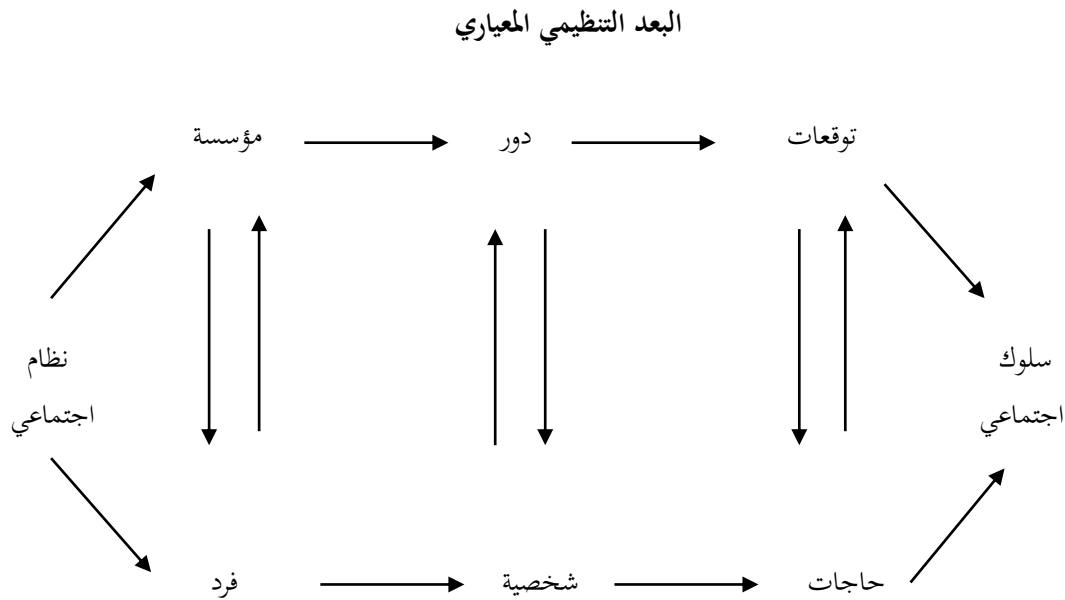 البعد التنظيمي المعياري
مؤسسة
دور
توقعات
نظام
اجتماعي
سلوك
اجتماعي
فرد
شخصية
حاجات